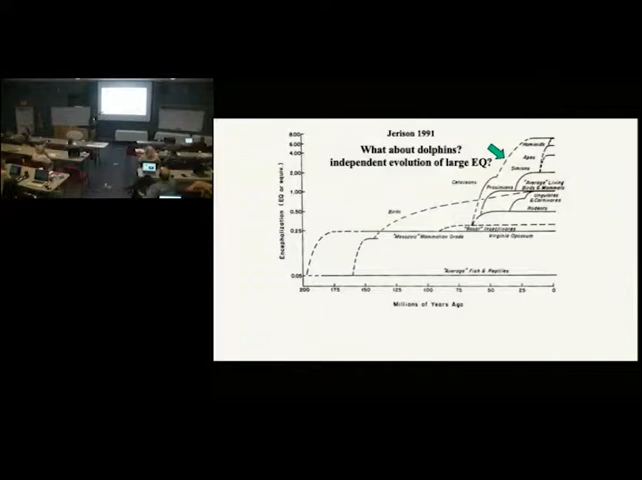 Jerison 1991
What about dolphins?
independent evolution of large EQ?
Encephalization (EQ or equiv.)
8.00
6.00
4.00
2.00
1.00
0.50
0.25
0.05
Hominids
Apes
Simians
Cetaceans
Prosimians
"Average" Living
Birds & Mammals
Ungulates
& Carnivores
Rodents
Birds
"Basal" Insectivores
"Mesozoic" Mammalian Grade
Virginia Opossum
"Average" Fish & Reptiles
200 175 150 125 100 75 50 25 0
Millions of Years Ago